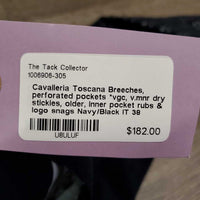 The Tack Collector
1006906-305
Cavalleria Toscana Breeches,
perforated pockets *vgc, v.mnr dry
stickies, older, inner pocket rubs &
logo snags Navy/Black IT 38
$182.00
UBULUF